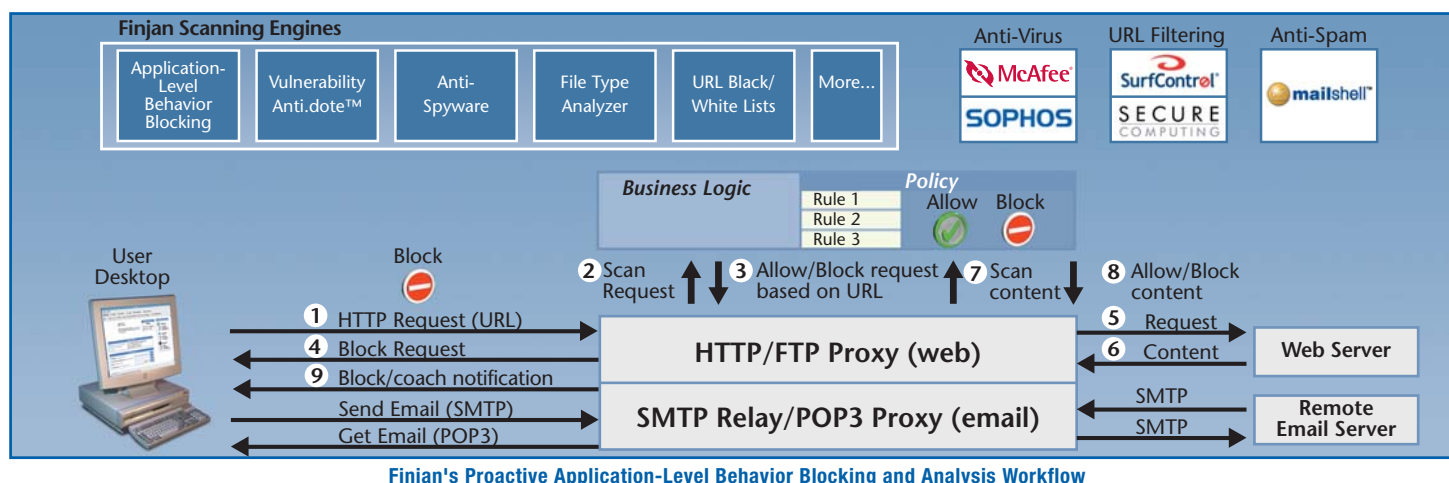 Finjan Scanning Engines
Application-
Level
Behavior
Blocking
Vulnerability
Anti.dote™
Anti-
Spyware
File Type
Analyzer
URL Black/
White Lists
More...
Anti-Virus
McAfee®
SOPHOS
URL Filtering
SurfControl®
SECURE
COMPUTING
Anti-Spam
mailshell™
Business Logic
Policy
Rule 1
Rule 2
Rule 3
Allow
Block
User
Desktop
Block
2 Scan
Request
3 Allow/Block request
based on URL
7 Scan
content
8 Allow/Block
content
1 HTTP Request (URL)
4 Block Request
9 Block/coach notification
Send Email (SMTP)
Get Email (POP3)
HTTP/FTP Proxy (web)
SMTP Relay/POP3 Proxy (email)
5 Request
6 Content
SMTP
SMTP
Web Server
Remote
Email Server
Finjan's Proactive Application-Level Behavior Blocking and Analysis Workflow